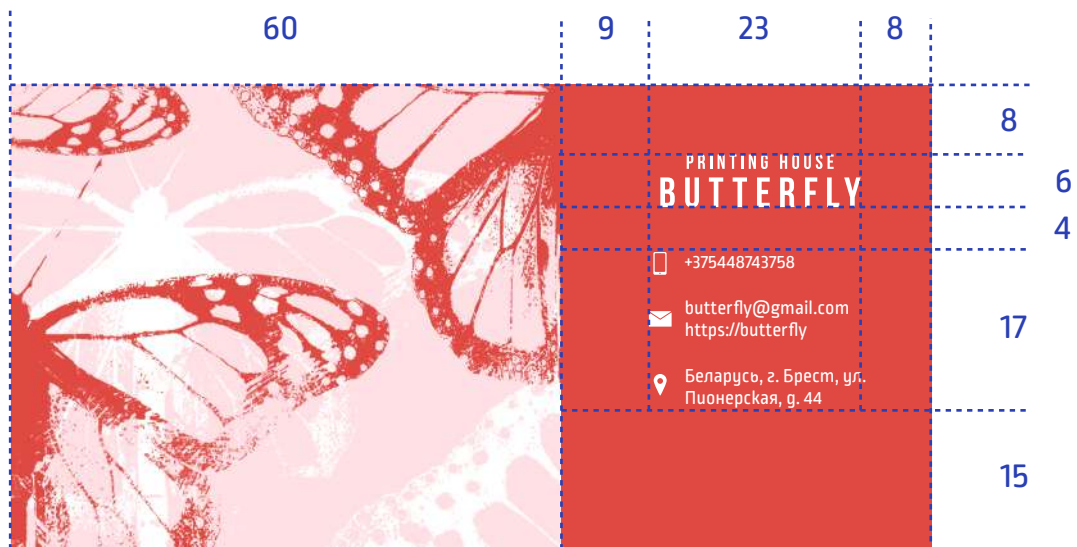 60 9 23 8
8
PRINTING HOUSE
6
BUTTERFLY
4
+375448743758
butterfly@gmail.com
17
https://butterfly
Беларусь, г. Брест, ул.
Пионерская, д. 44
15